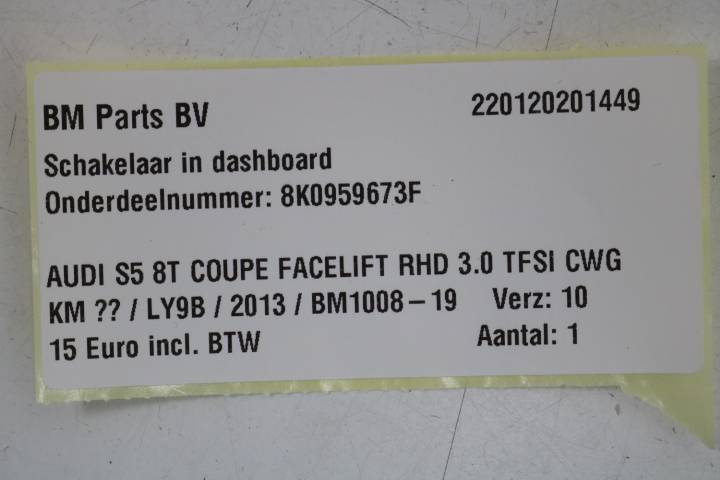 BM Parts BV 220120201449
Schakelaar in dashboard
Onderdeelnummer: 8K0959673F
AUDI S5 8T COUPE FACELIFT RHD 3.0 TFSI CWG
KM ?? / LY9B / 2013 / BM1008-19 Verz: 10
15 Euro incl. BTW Aantal: 1